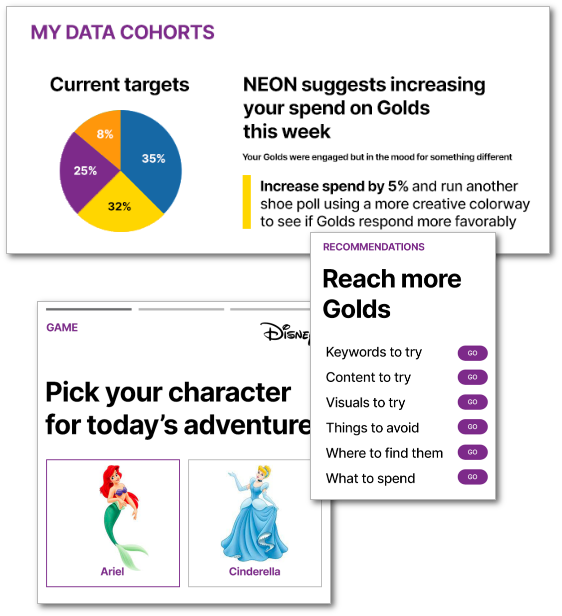 MY DATA COHORTS
Current targets
8%
35%
25%
32%
NEON suggests increasing
your spend on Golds
this week
Your Golds were engaged but in the mood for something different
Increase spend by 5% and run another
shoe poll using a more creative colorway
to see if Golds respond more favorably
RECOMMENDATIONS
Reach more
Golds
Keywords to try GO
Content to try GO
Visuals to try GO
Things to avoid GO
Where to find them GO
What to spend GO
GAME
Pick your character
for today’s adventure
Ariel
Cinderella